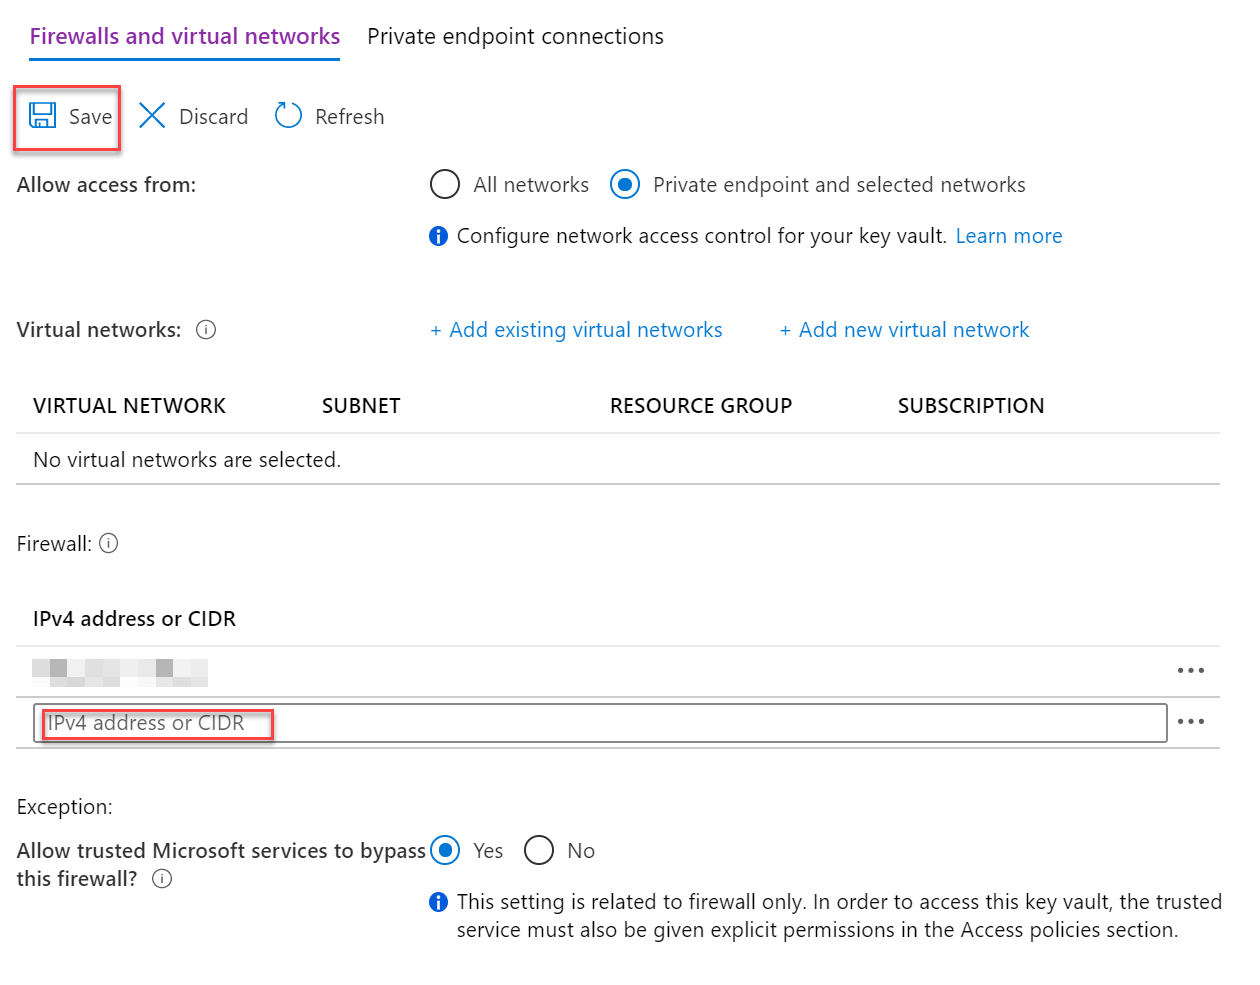 Firewalls and virtual networks Private endpoint connections
Save Discard Refresh
Allow access from: All networks Private endpoint and selected networks
Configure network access control for your key vault. Learn more
Virtual networks: + Add existing virtual networks + Add new virtual network
VIRTUAL NETWORK SUBNET RESOURCE GROUP SUBSCRIPTION
No virtual networks are selected.
Firewall:
IPv4 address or CIDR
IPv4 address or CIDR
Exception:
Allow trusted Microsoft services to bypass Yes No
this firewall?
This setting is related to firewall only. In order to access this key vault, the trusted
service must also be given explicit permissions in the Access policies section.